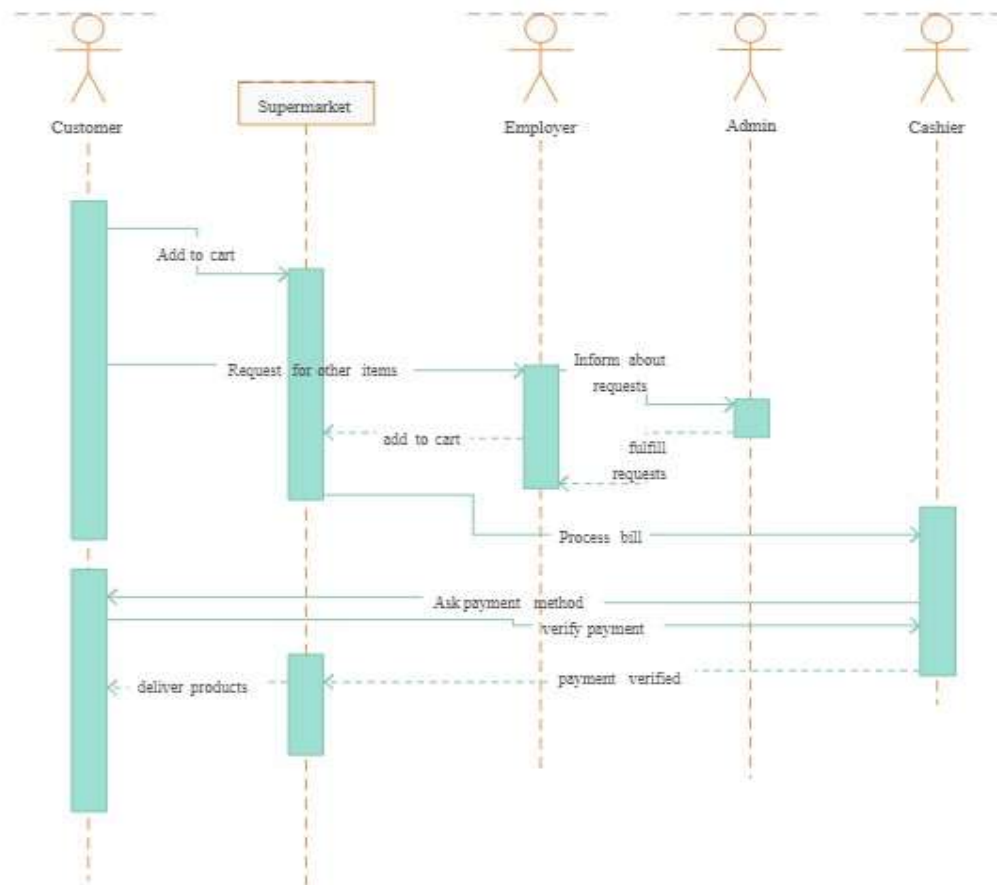 Customer
Supermarket
Employer
Admin
Cashier
Add to cart
Request for other items
Inform about
requests
add to cart
fulfill
requests
Process bill
Ask payment method
verify payment
payment verified
deliver products